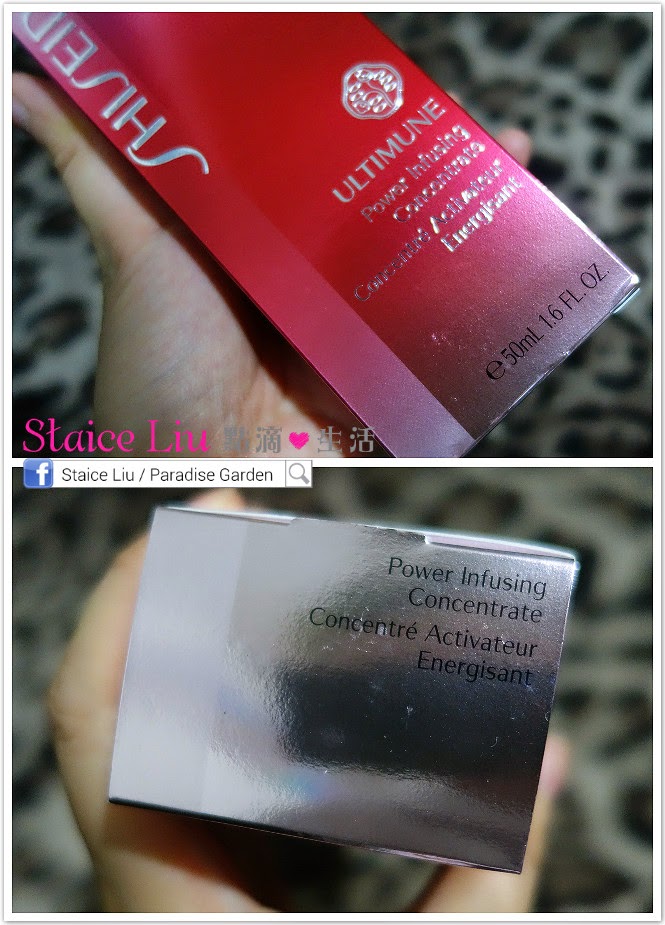 SHISEID
ULTIMUNE
Power Infusing
Concentrate
Concentré Activateur
Energisant
e 50mL 1.6 FL. OZ.
Staice Liu 點滴❤生活
f Staice Liu / Paradise Garden
Power Infusing
Concentrate
Concentré Activateur
Energisant